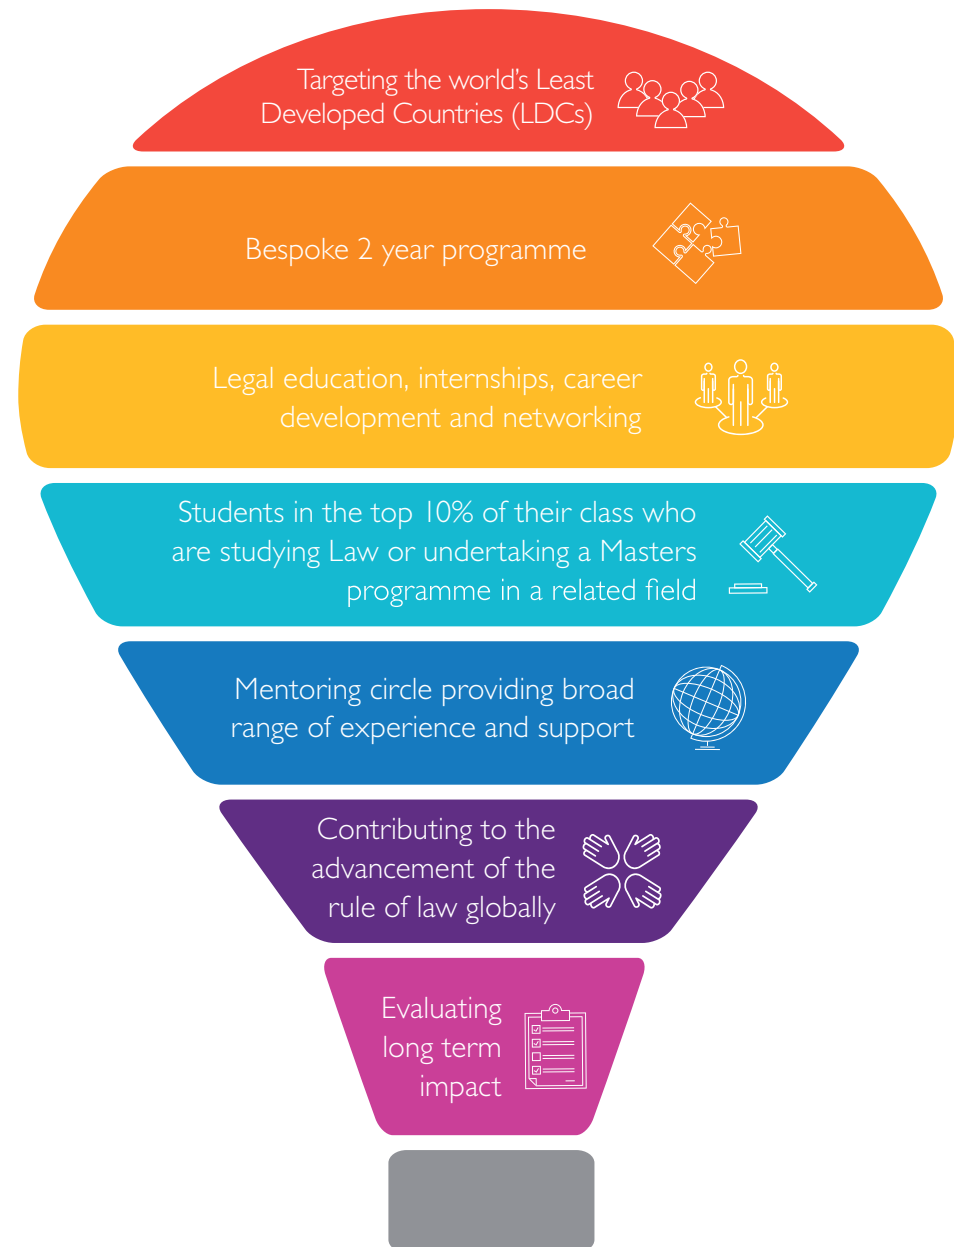 Targeting the world's Least
Developed Countries (LDCs)
Bespoke 2 year programme
Legal education, internships, career
development and networking
Students in the top 10% of their class who
are studying Law or undertaking a Masters
programme in a related field
Mentoring circle providing broad
range of experience and support
Contributing to the
advancement of the
rule of law globally
Evaluating
long term
impact